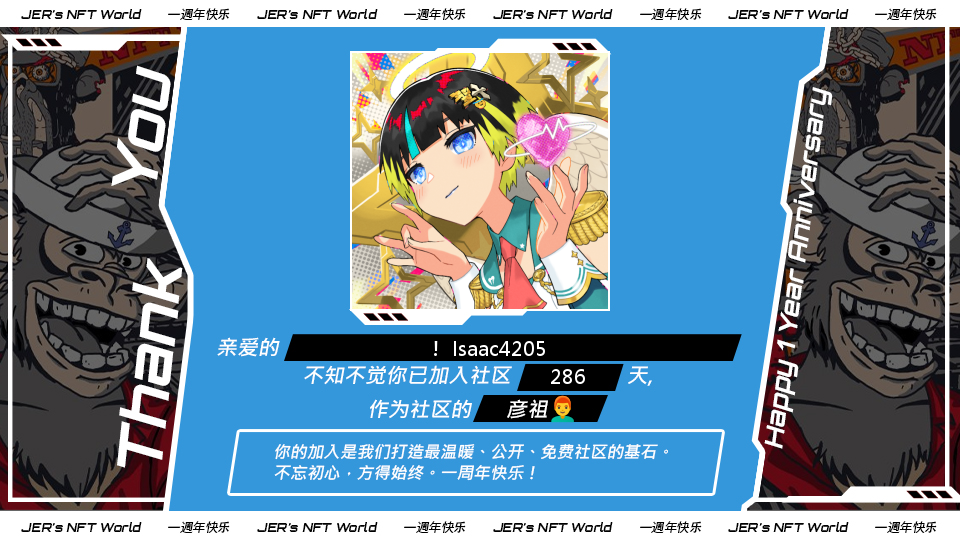 JER's NFT World 一週年快乐 JER's NFT World 一週年快乐 JER's NFT World 一週年快乐 JER's NFT World 一週年快乐
Thank You
Happy 1 Year Anniversary
亲爱的 ！Isaac4205
不知不觉你已加入社区 286 天,
作为社区的 彦祖👨‍🦰
你的加入是我们打造最温暖、公开、免费社区的基石。
不忘初心，方得始终。一周年快乐！
JER's NFT World 一週年快乐 JER's NFT World 一週年快乐 JER's NFT World 一週年快乐 JER's NFT World 一週年快乐